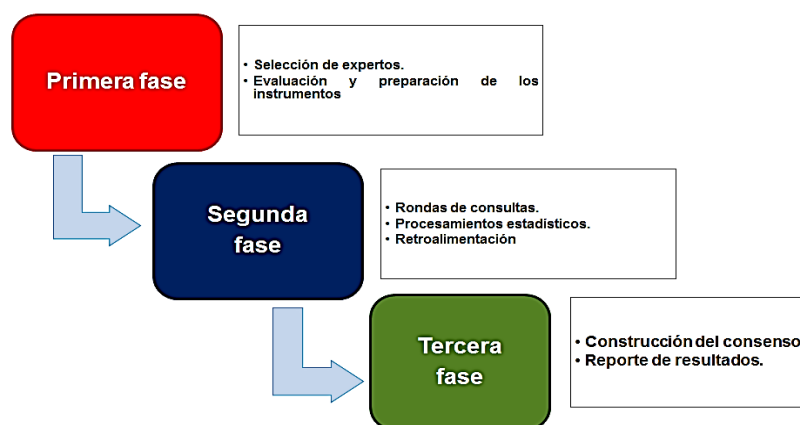 Primera fase
• Selección de expertos.
• Evaluación y preparación de los
instrumentos
Segunda
fase
• Rondas de consultas.
• Procesamientos estadísticos.
• Retroalimentación
Tercera
fase
• Construcción del consenso
• Reporte de resultados.